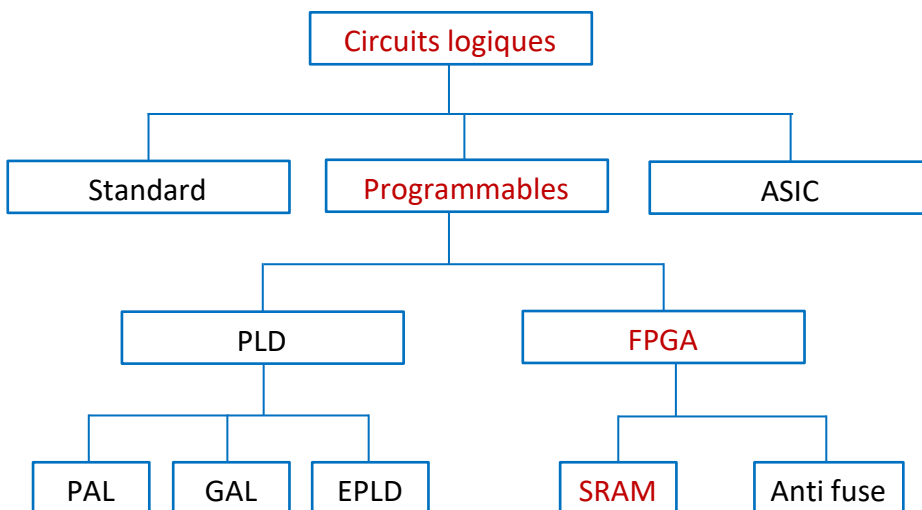 Circuits logiques
Standard
Programmables
ASIC
PLD
FPGA
PAL
GAL
EPLD
SRAM
Anti fuse